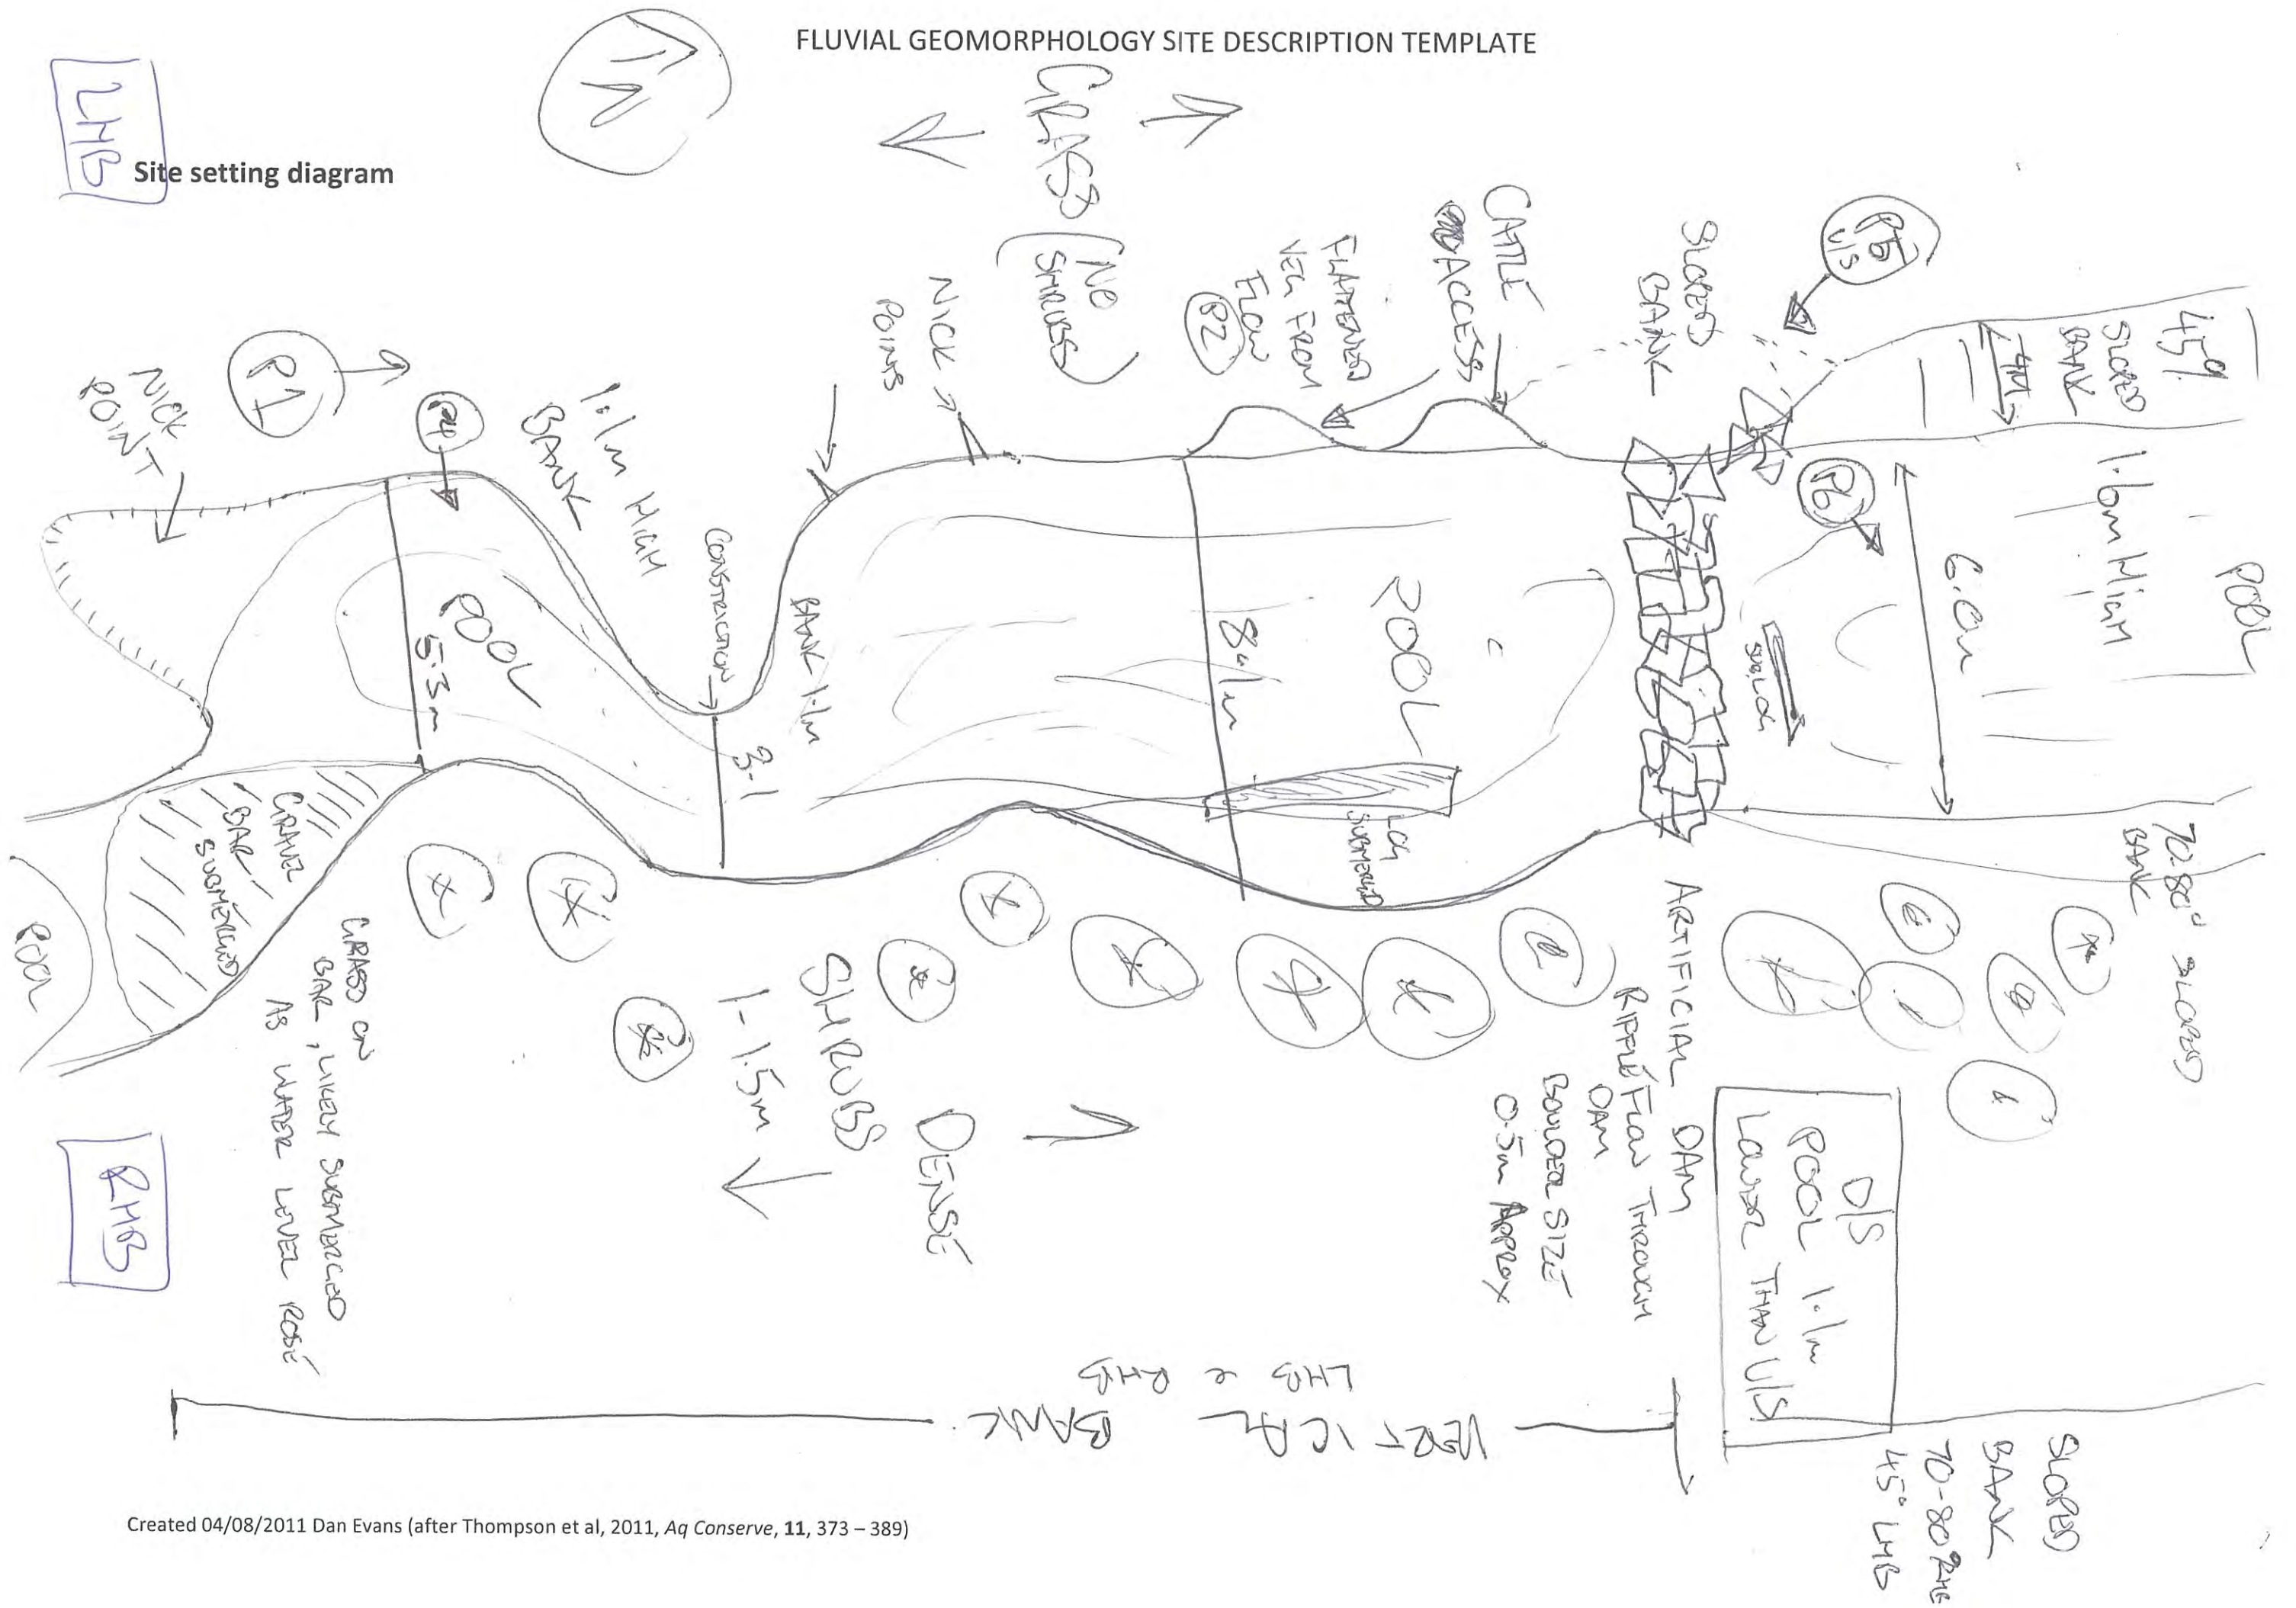 FLUVIAL GEOMORPHOLOGY SITE DESCRIPTION TEMPLATE
LHB
Site setting diagram
N
GRASS
(NO
SHRUBS)
CATTLE
ACCESS
FLATTENED
VEG FROM
FLOW
P2
NICK
POINTS
SLOPED
BANK
P5
U/S
45°
SLOPED
BANK
1.6m HIGH
POOL
P1
NICK
POINT
P4
1.1m HIGH
BANK
CONSTRICTION
BANK 1.1m
P6
6.0m
POOL
5.3m
3.1
8.1m
POOL
LOG
SUBMERGED
70-80° SLOPED
BANK
GRAVEL
BAR
SUBMERGED
POOL
GRASS ON
BAR, LIKELY SUBMERGED
AS WATER LEVEL ROSE
DENSE
SHRUBS
1-1.5m
ARTIFICIAL DAM
RIPPLE FLOW THROUGH
DAM
BOULDER SIZE
0.5m APPROX
D/S
POOL 1.1m
LOWER THAN U/S
RHB
VERTICAL BANK
LHB & RHB
SLOPED
BANK
70-80° RHB
45° LHB
Created 04/08/2011 Dan Evans (after Thompson et al, 2011, Aq Conserve, 11, 373 – 389)